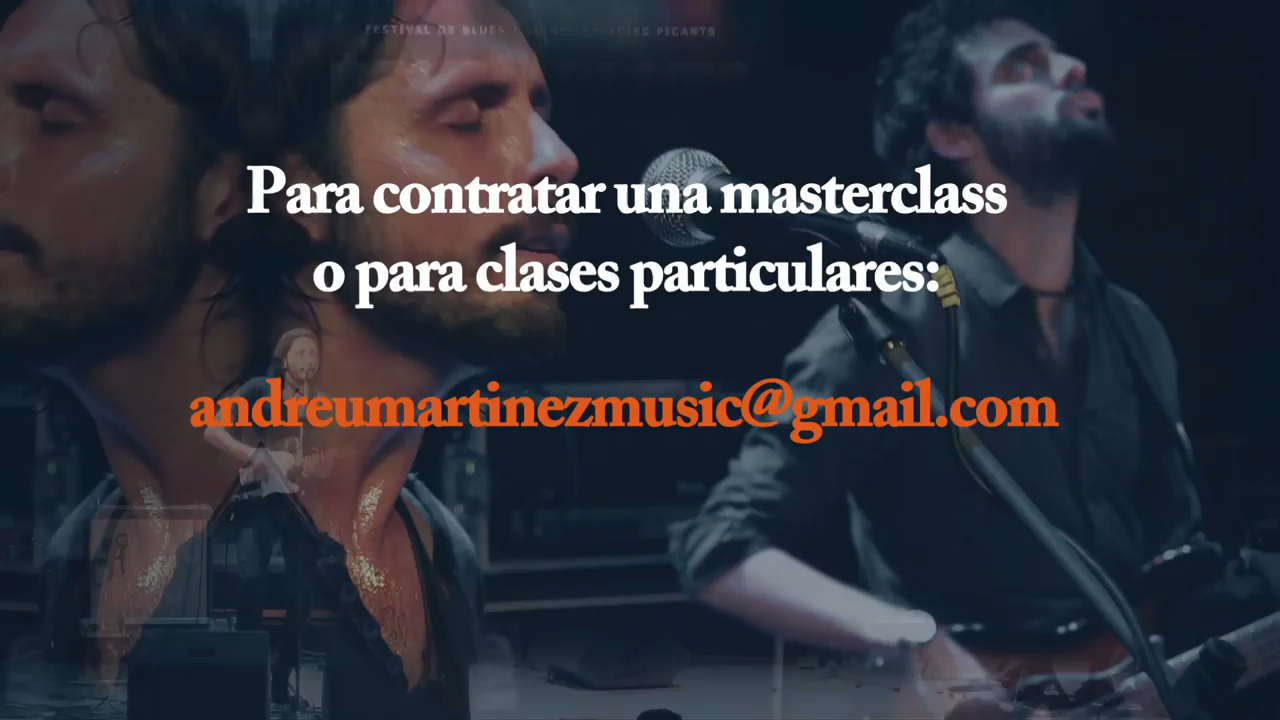 Para contratar una masterclass
o para clases particulares:
andreumartinezmusic@gmail.com